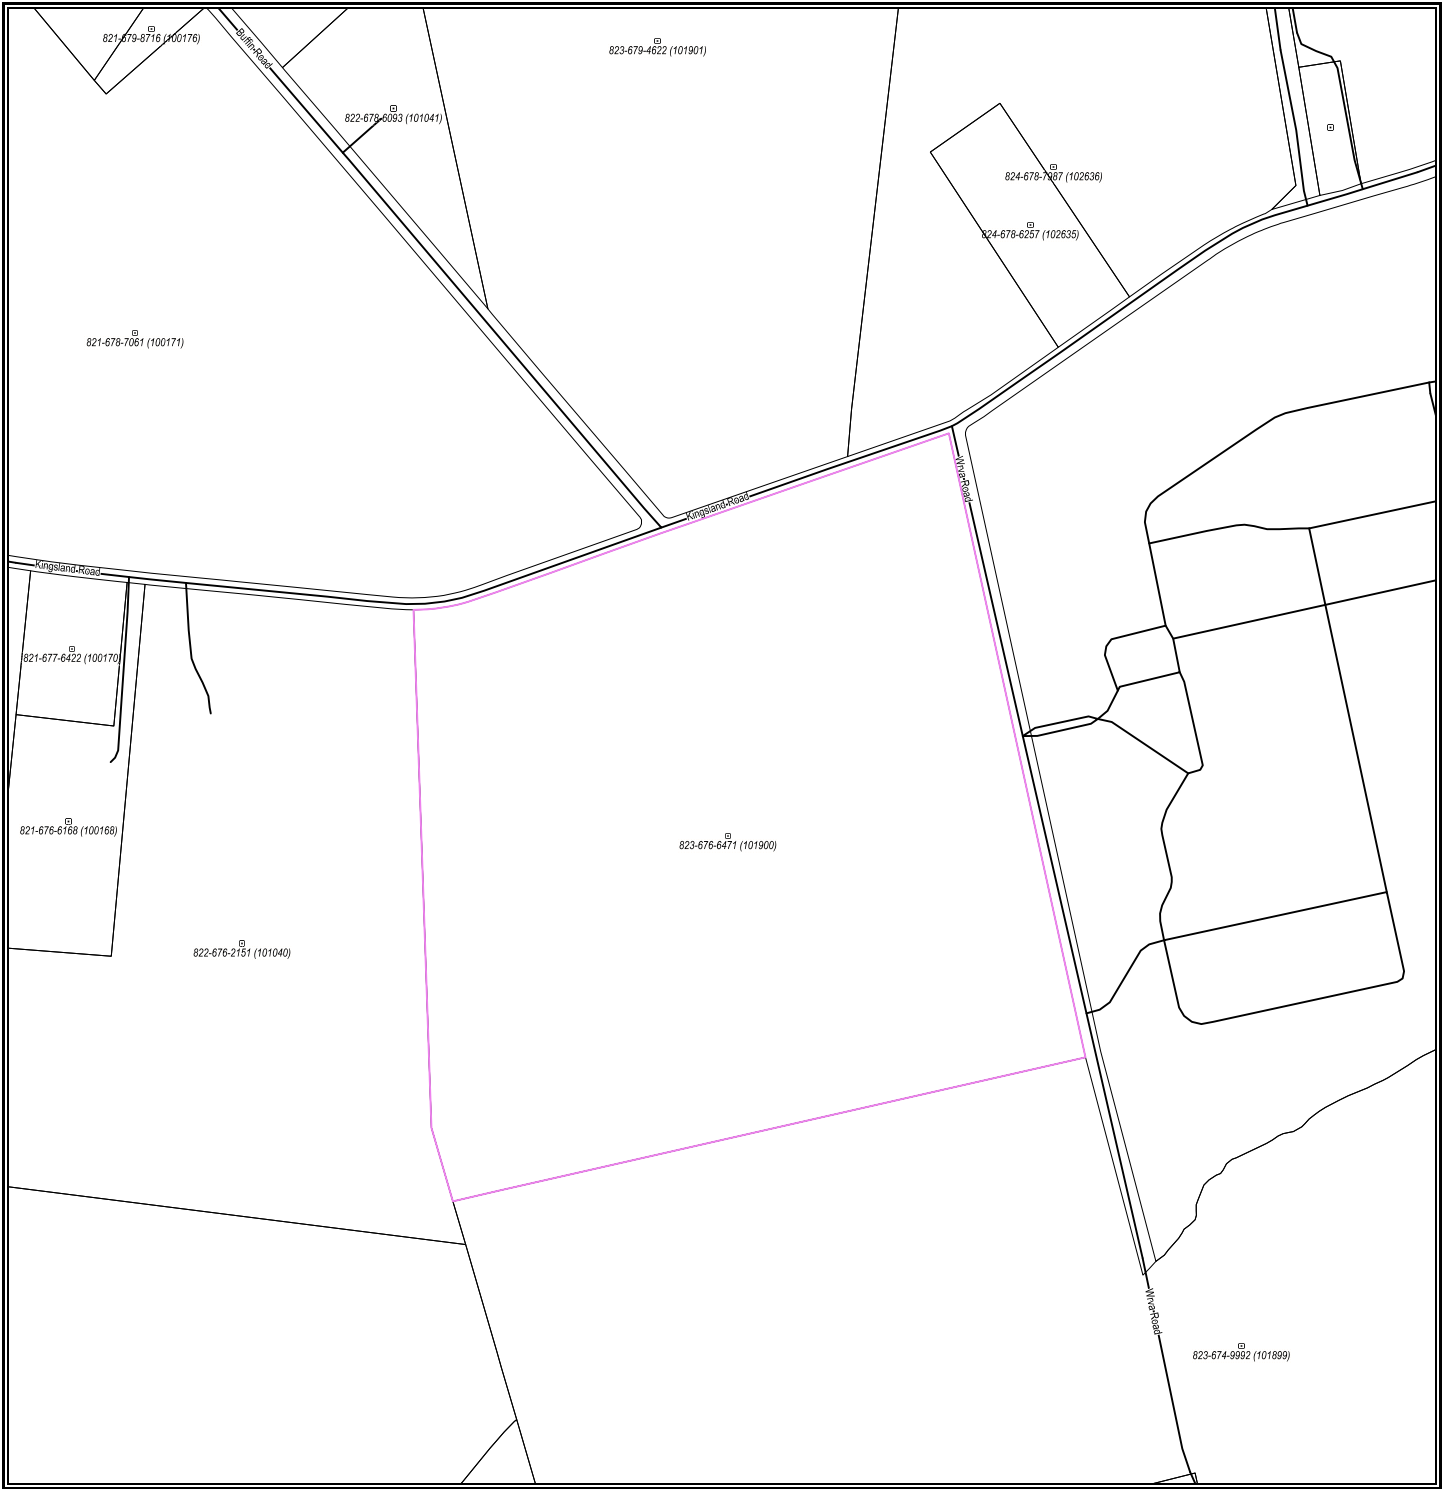 821-679-8716 (100176)
Buffin Road
823-679-4622 (101901)
822-678-6093 (101041)
824-678-7987 (102636)
824-678-6257 (102635)
821-678-7061 (100171)
Wrva Road
Kingsland Road
Kingsland Road
821-677-6422 (100170)
821-676-6168 (100168)
823-676-6471 (101900)
822-676-2151 (101040)
Wrva Road
823-674-9992 (101899)